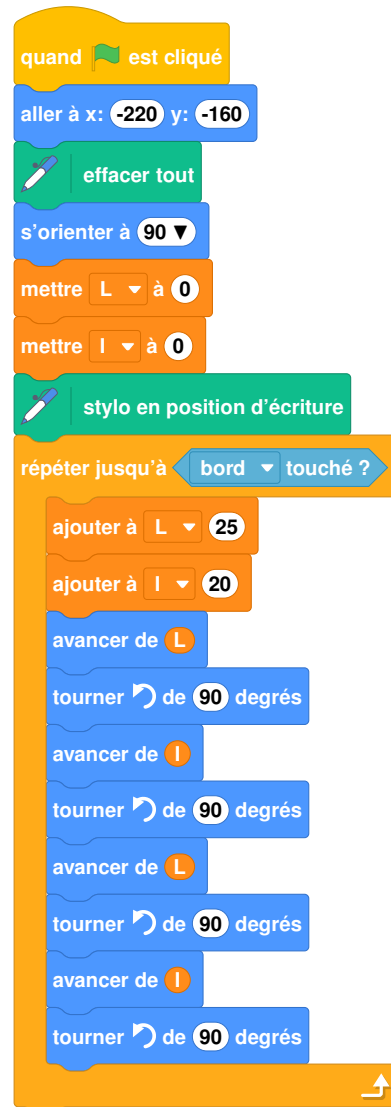 quand est cliqué
aller à x: -220 y: -160
effacer tout
s'orienter à 90 ▼
mettre L ▼ à 0
mettre l ▼ à 0
stylo en position d'écriture
répéter jusqu'à bord ▼ touché ?
ajouter à L ▼ 25
ajouter à l ▼ 20
avancer de L
tourner de 90 degrés
avancer de l
tourner de 90 degrés
avancer de L
tourner de 90 degrés
avancer de l
tourner de 90 degrés